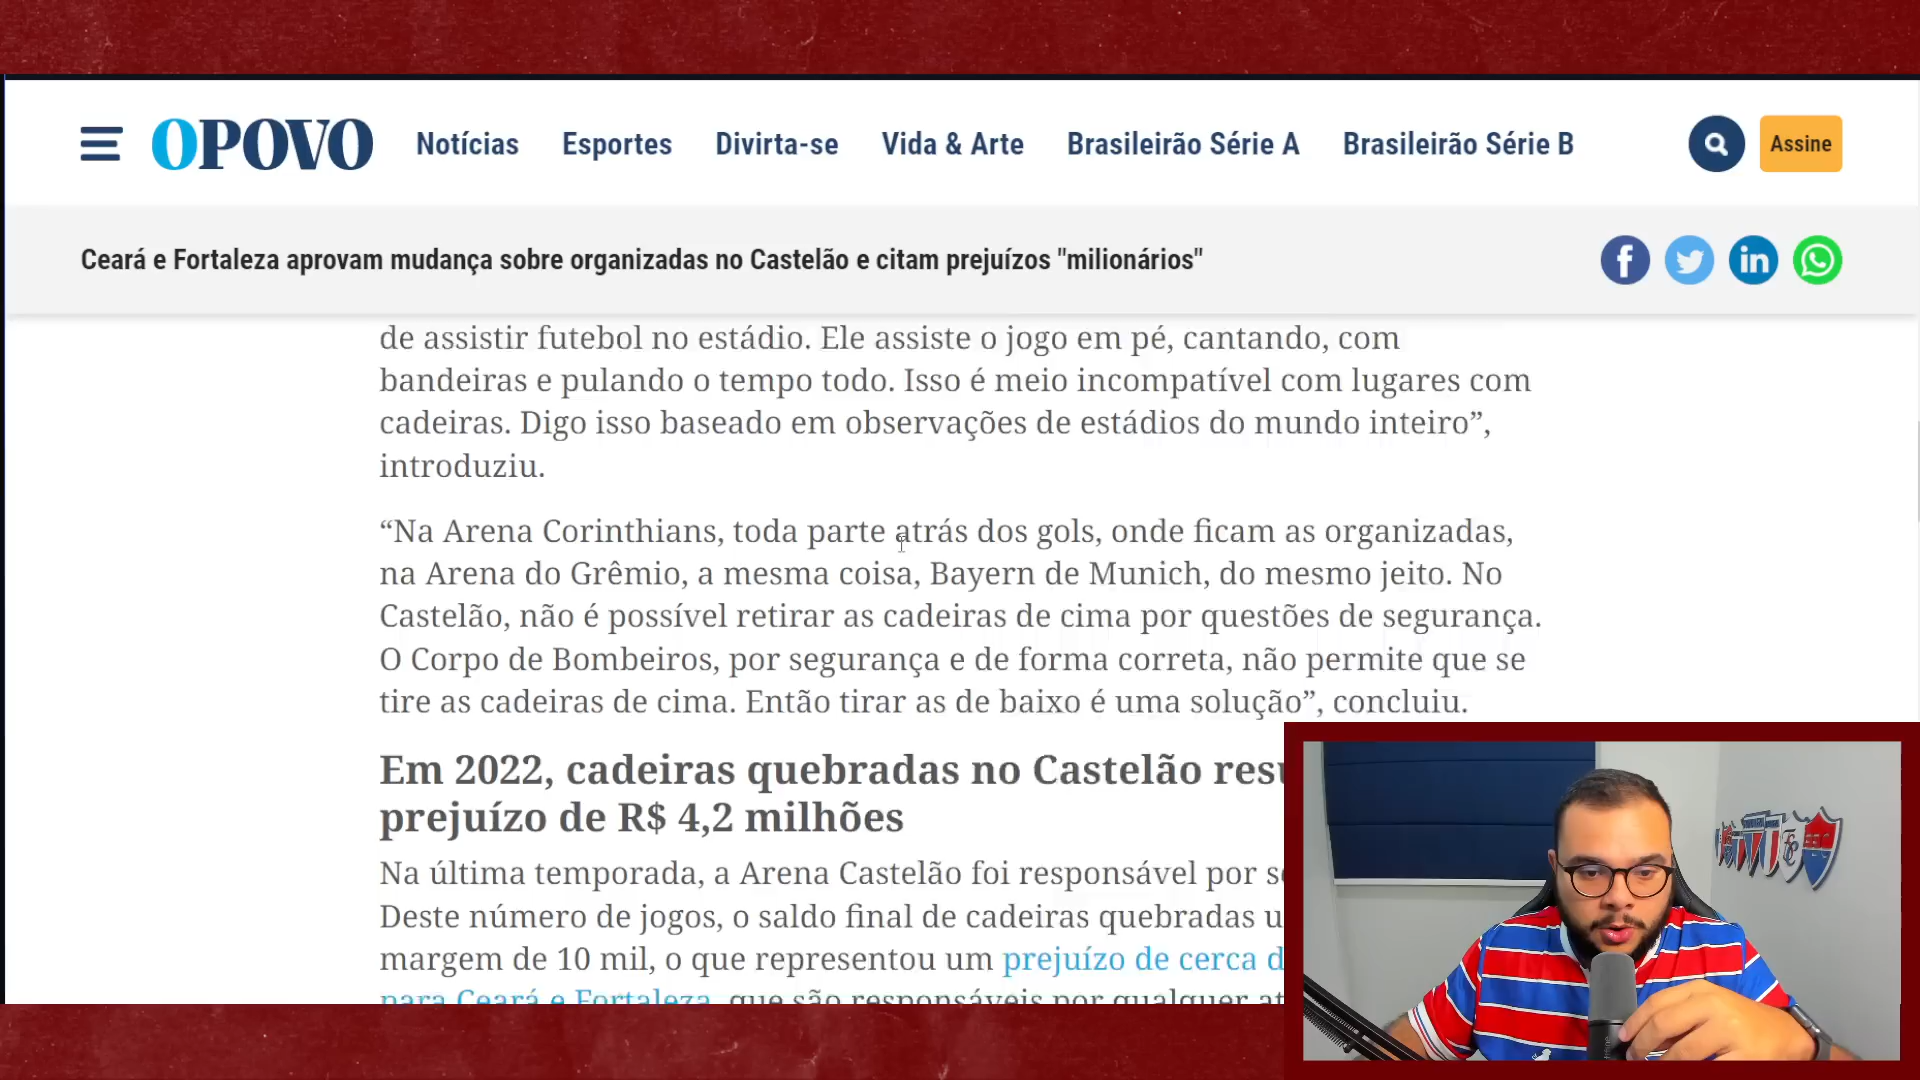 OPOVO Notícias Esportes Divirta-se Vida & Arte Brasileirão Série A Brasileirão Série B Assine
Ceará e Fortaleza aprovam mudança sobre organizadas no Castelão e citam prejuízos "milionários"
de assistir futebol no estádio. Ele assiste o jogo em pé, cantando, com
bandeiras e pulando o tempo todo. Isso é meio incompatível com lugares com
cadeiras. Digo isso baseado em observações de estádios do mundo inteiro”,
introduziu.
“Na Arena Corinthians, toda parte atrás dos gols, onde ficam as organizadas,
na Arena do Grêmio, a mesma coisa, Bayern de Munich, do mesmo jeito. No
Castelão, não é possível retirar as cadeiras de cima por questões de segurança.
O Corpo de Bombeiros, por segurança e de forma correta, não permite que se
tire as cadeiras de cima. Então tirar as de baixo é uma solução”, concluiu.
Em 2022, cadeiras quebradas no Castelão resu
prejuízo de R$ 4,2 milhões
Na última temporada, a Arena Castelão foi responsável por se
Deste número de jogos, o saldo final de cadeiras quebradas u
margem de 10 mil, o que representou um prejuízo de cerca d
para Ceará e Fortaleza, que são responsáveis por qualquer at